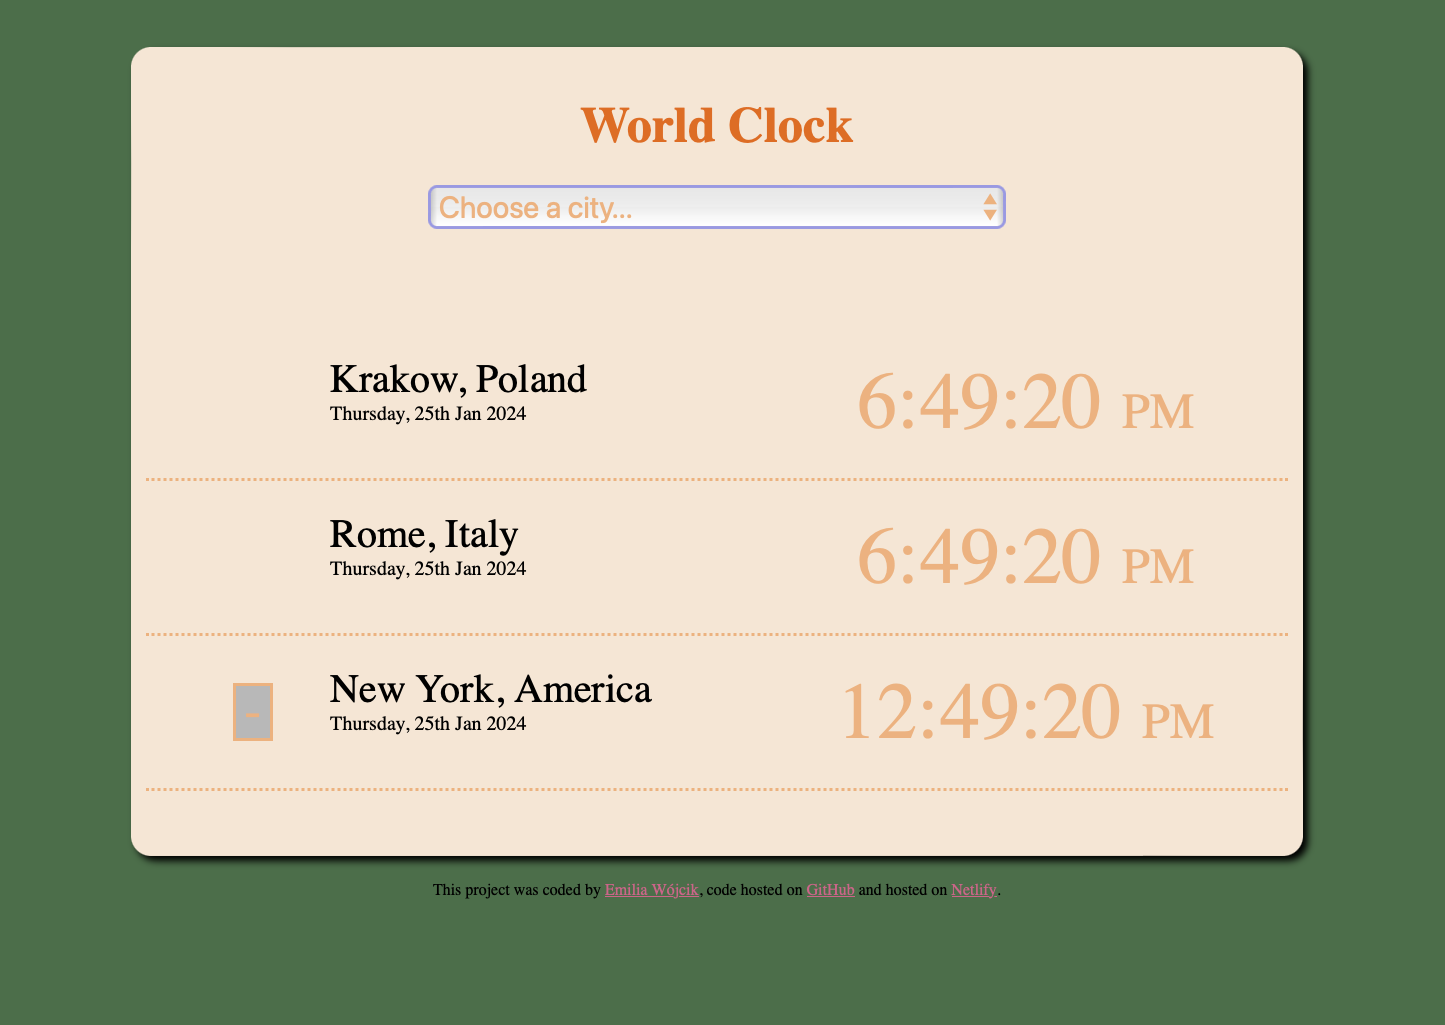 World Clock
Choose a city...
Krakow, Poland
Thursday, 25th Jan 2024
6:49:20 PM
Rome, Italy
Thursday, 25th Jan 2024
6:49:20 PM
-
New York, America
Thursday, 25th Jan 2024
12:49:20 PM
This project was coded by Emilia Wójcik, code hosted on GitHub and hosted on Netlify.